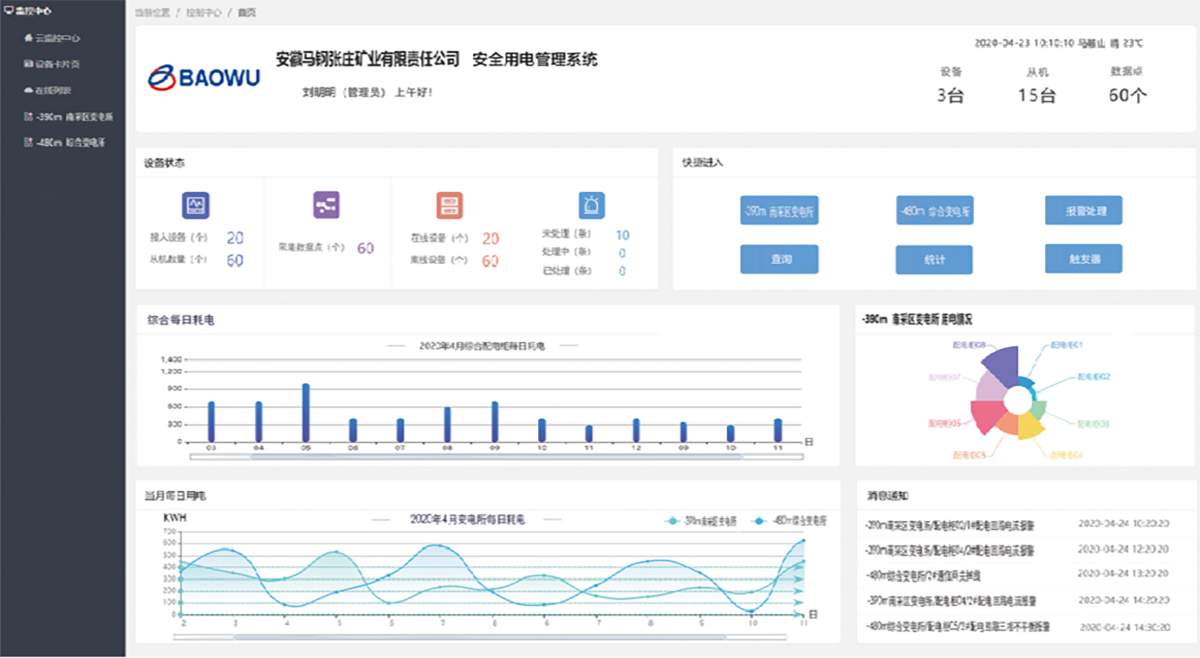 监控中心
云监控中心
设备卡片页
在线列表
-390m 南采区变电所
-480m 综合变电所
当前位置 / 控制中心 / 首页
BAOWU
安徽马钢张庄矿业有限责任公司 安全用电管理系统
刘明明（管理员）上午好！
2020-04-23 10:10:10 马鞍山 晴 23℃
设备 从机 数据点
3台 15台 60个
设备状态
接入设备（个） 20
从机数量（个） 60
采集数据点（个） 60
在线设备（个） 20
离线设备（个） 60
未处理（条） 10
处理中（条） 0
已处理（条） 0
快捷进入
-390m 南采区变电所 -480m 综合变电所 报警处理
查询 统计 触发器
综合每日耗电
2020年4月综合配电柜每日耗电
1,400
1,200
900
600
300
0
03 04 05 06 07 08 09 10 11 12 09 10 11 日
-390m 南采区变电所 用电情况
配电柜01
配电柜02
配电柜03
配电柜04
配电柜05
配电柜06
配电柜07
配电柜08
当月每日用电
KWH
2020年4月变电所每日耗电
-390m南采区变电所 -480m综合变电所
700
600
500
400
300
200
100
0
2 3 4 5 6 7 8 6 7 8 9 10 11 日
消息通知
-390m南采区变电所/配电柜02/1#配电回路电流报警 2020-04-24 10:20:20
-390m南采区变电所/配电柜04/2#配电回路电流报警 2020-04-24 12:20:20
-480m综合变电所/2#通信网关掉线 2020-04-24 13:20:20
-390m南采区变电所/配电柜04/2#配电回路电流报警 2020-04-24 14:20:20
-480m综合变电所/配电柜05/2#配电回路三相不平衡报警 2020-04-24 14:30:20